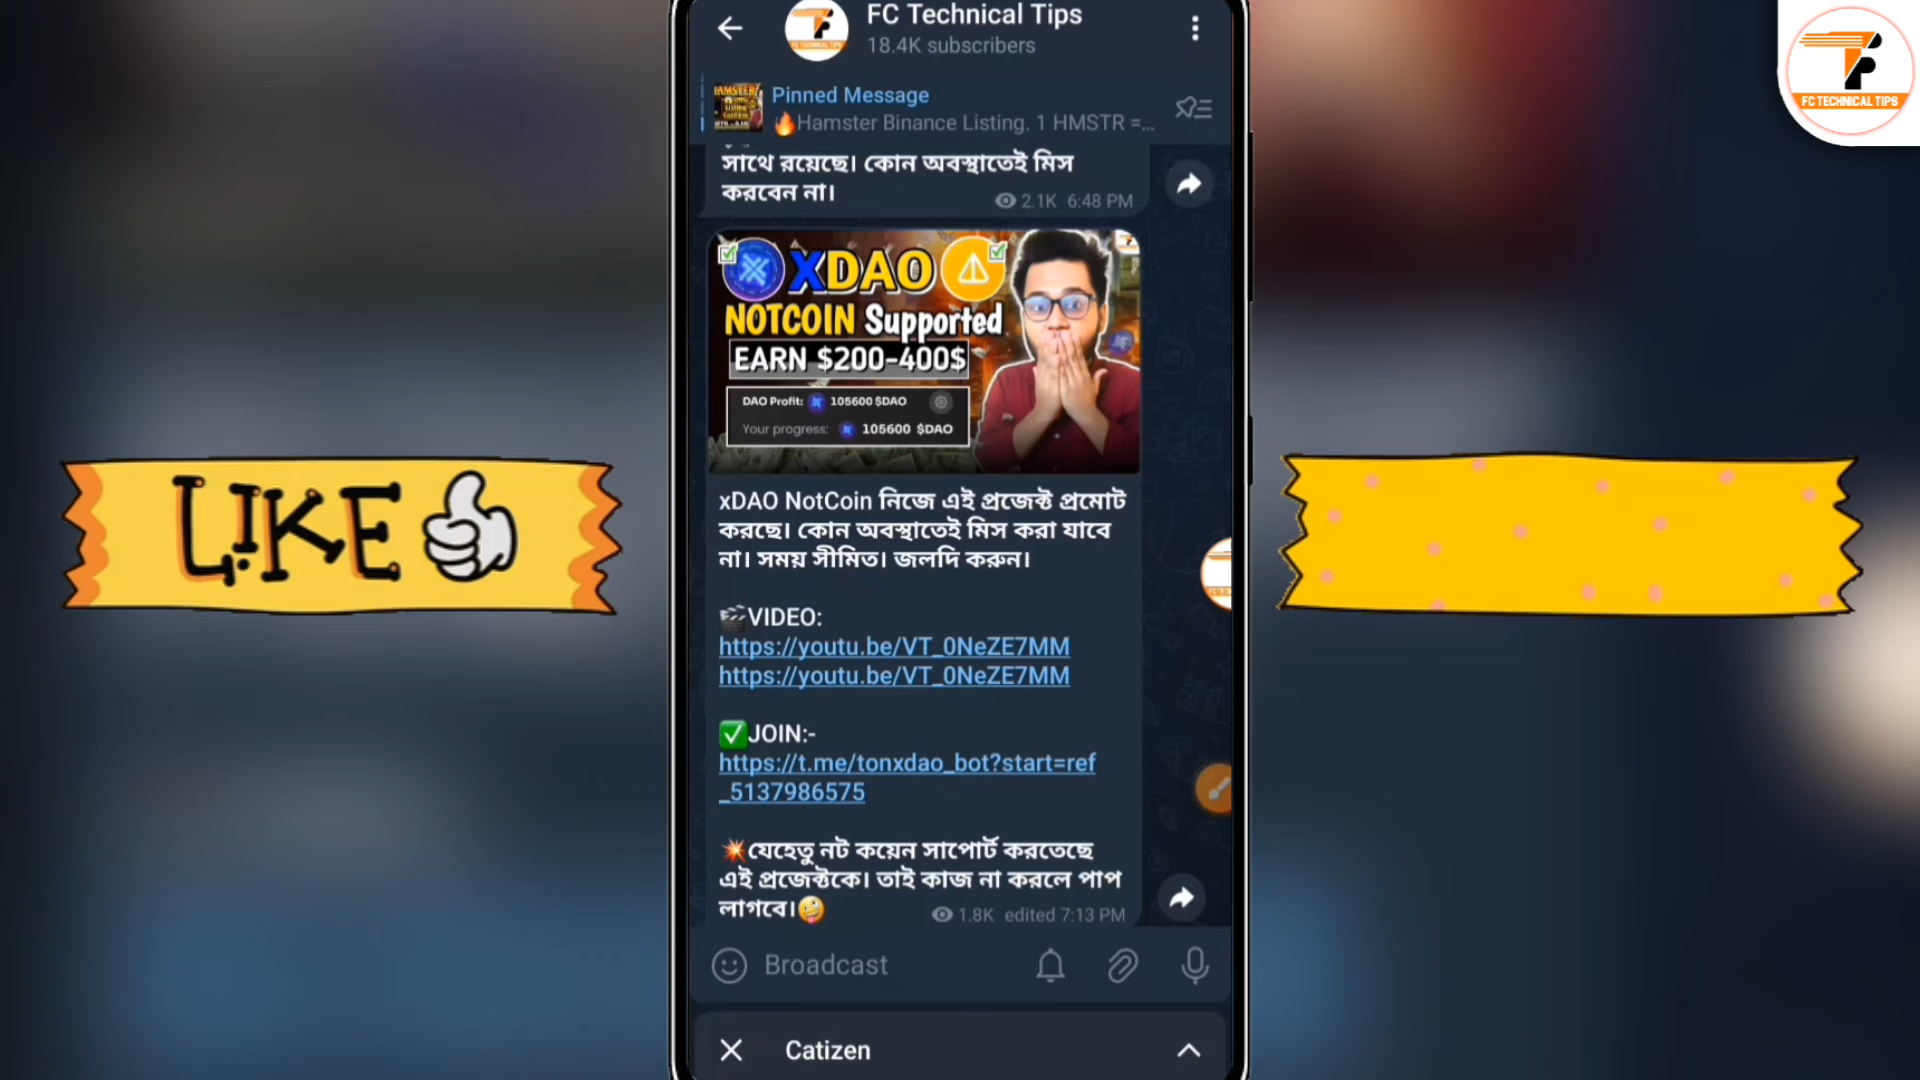 FC Technical Tips
18.4K subscribers
Pinned Message
🔥Hamster Binance Listing. 1 HMSTR =...
সাথে রয়েছে। কোন অবস্থাতেই মিস
করবেন না।
2.1K 6:48 PM
XDAO
NOTCOIN Supported
EARN $200-400$
DAO Profit: 105600 $DAO
Your progress: 105600 $DAO
xDAO NotCoin নিজে এই প্রজেক্ট প্রমোট
করছে। কোন অবস্থাতেই মিস করা যাবে
না। সময় সীমিত। জলদি করুন।
🎬VIDEO:
https://youtu.be/VT_0NeZE7MM
https://youtu.be/VT_0NeZE7MM
✅JOIN:-
https://t.me/tonxdao_bot?start=ref
_5137986575
💥যেহেতু নট কয়েন সাপোর্ট করতেছে
এই প্রজেক্টকে। তাই কাজ না করলে পাপ
লাগবে।🤪
1.8K edited 7:13 PM
Broadcast
Catizen
LIKE
FC TECHNICAL TIPS